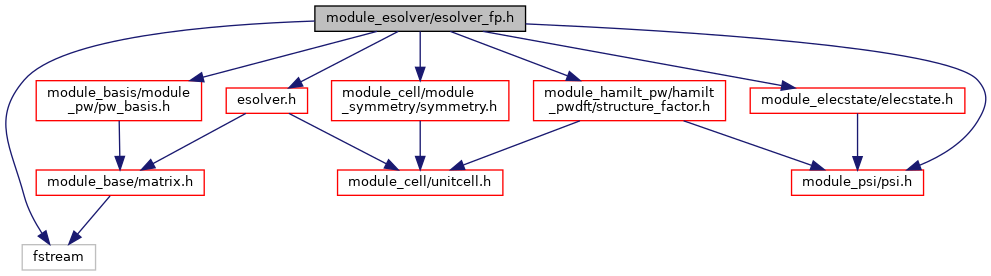 module_esolver/esolver_fp.h
module_basis/module
_pw/pw_basis.h
esolver.h
module_cell/module
_symmetry/symmetry.h
module_hamilt_pw/hamilt
_pwdft/structure_factor.h
module_elecstate/elecstate.h
module_base/matrix.h
module_cell/unitcell.h
module_psi/psi.h
fstream